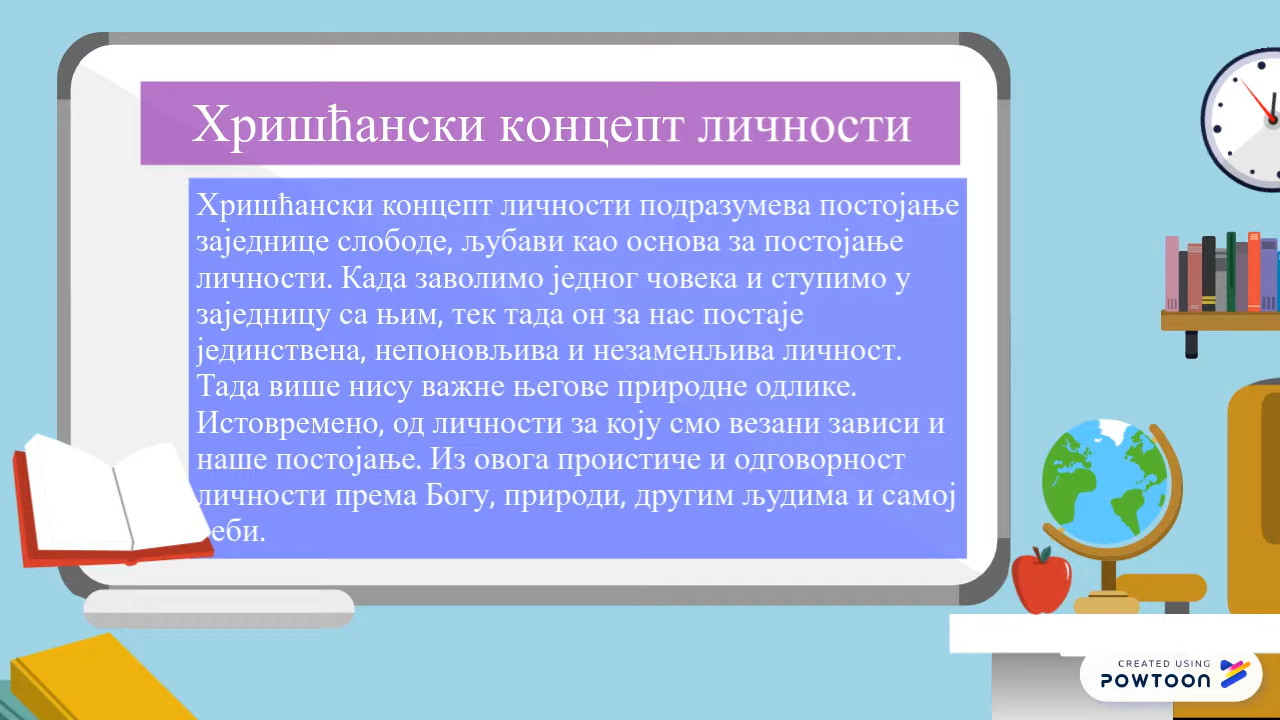 Хришћански концепт личности
Хришћански концепт личности подразумева постојање
заједнице слободе, љубави као основа за постојање
личности. Када заволимо једног човека и ступимо у
заједницу са њим, тек тада он за нас постаје
јединствена, непоновљива и незаменљива личност.
Тада више нису важне његове природне одлике.
Истовремено, од личности за коју смо везани зависи и
наше постојање. Из овога проистиче и одговорност
личности према Богу, природи, другим људима и самој
еби.
CREATED USING
POWTOON